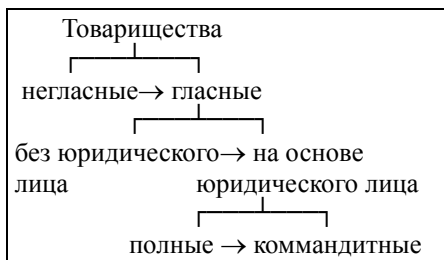 Товарищества
негласные→ гласные
без юридического→ на основе
лица юридического лица
полные → коммандитные